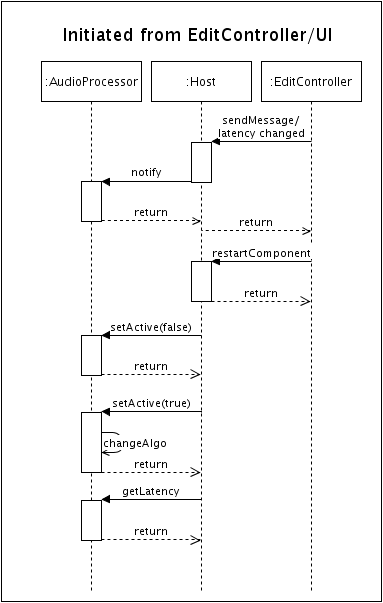 Initiated from EditController/UI
:AudioProcessor
:Host
:EditController
sendMessage/
latency changed
notify
return
return
restartComponent
return
setActive(false)
return
setActive(true)
changeAlgo
return
getLatency
return